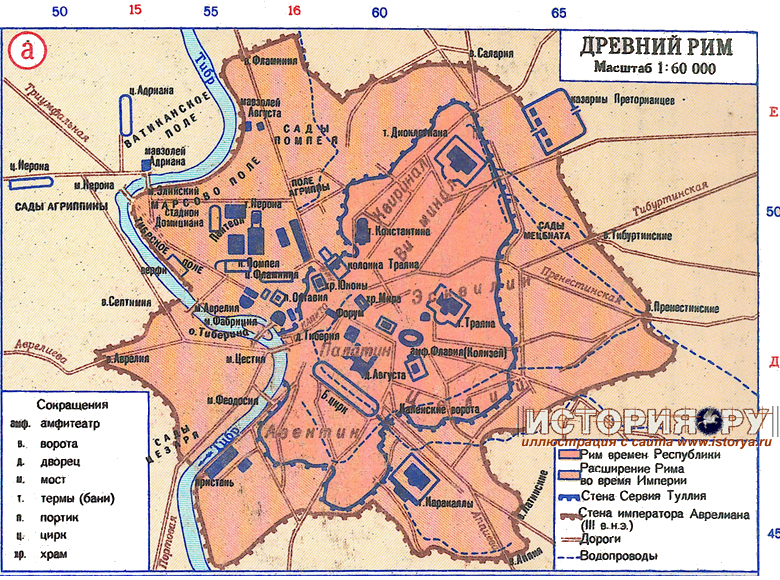 50
15
55
16
60
65
а
ДРЕВНИЙ РИМ
Масштаб 1:60 000
Е
50
Д
45
Тибр
в. Фламиния
в. Салария
ц. Адриана
Триумфальная
ВАТИКАНСКОЕ
ПОЛЕ
мавзолей
Августа
САДЫ
ПОМПЕЯ
казармы Преторианцев
т. Диоклетиана
ц. Нерона
мавзолей
Адриана
м. Нерона
м. Элийский
САДЫ АГРИППИНЫ
МАРСОВО ПОЛЕ
ПОЛЕ
АГРИППЫ
т. Нерона
стадион
Домициана
Пантеон
Квиринал
Виминал
т. Константина
САДЫ
МЕЦЕНАТА
Тибуртинская
в. Тибуртинские
ТИБРСКОЕ
ПОЛЕ
верфи
п. Помпея
ц. Фламиния
колонна Траяна
хр. Юноны
п. Октавия
хр. Мира
Эсквилин
Пренестинская
в. Пренестинские
в. Септимия
м. Аврелия
м. Фабриция
о. Тиберина
Форум
т. Траяна
д. Тиберия
Палатин
амф. Флавия (Колизей)
Аврелиева
в. Аврелия
м. Цестия
д. Августа
Б. цирк
Целий
Капенские ворота
м. Феодосия
Авентин
САДЫ
ЦЕЗАРЯ
Тибр
пристань
т. Каракаллы
Портовая
Аппиева
Латинские
в. Аппия
Сокращения
амф. амфитеатр
в. ворота
д. дворец
м. мост
т. термы (бани)
п. портик
ц. цирк
хр. храм
ИСТОРИЯ.РУ
иллюстрация с сайта www.istorya.ru
Рим времен Республики
Расширение Рима
во время Империи
Стена Сервия Туллия
Стена императора Аврелиана
(III в.н.э.)
Дороги
Водопроводы